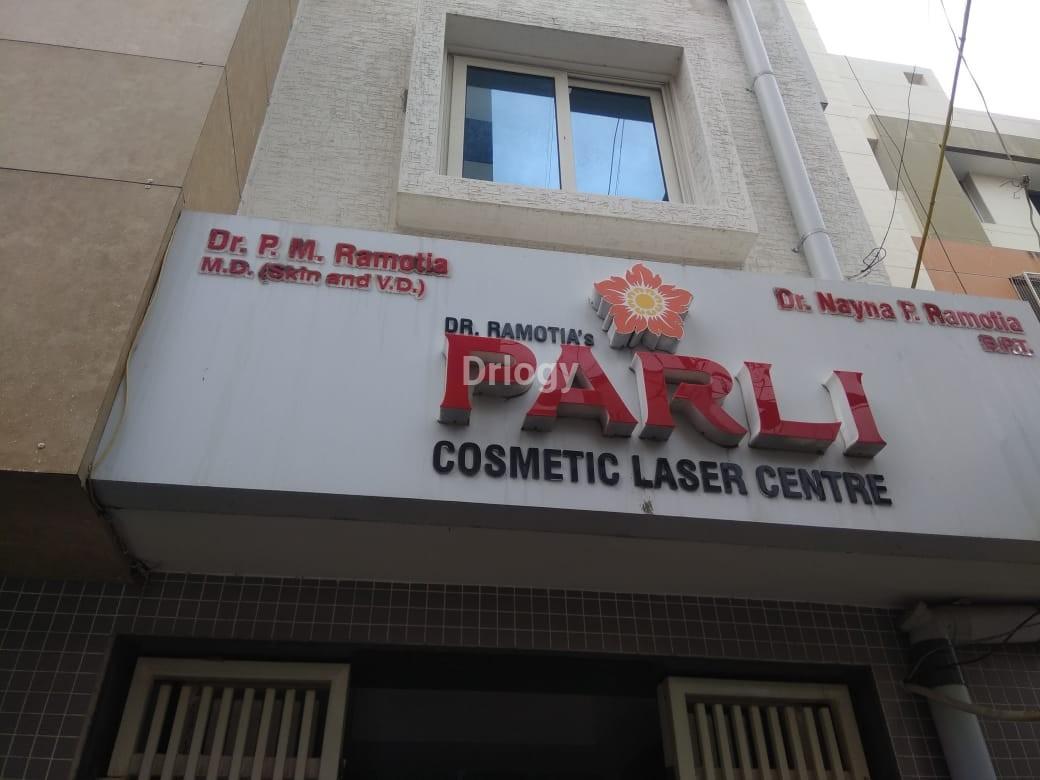 Dr. P. M. Ramotia
M.D. (Skin and V.D.)
Dr. Nayna P. Ramotia
B.P.T.
DR. RAMOTIA's
PARLI
COSMETIC LASER CENTRE
Drlogy